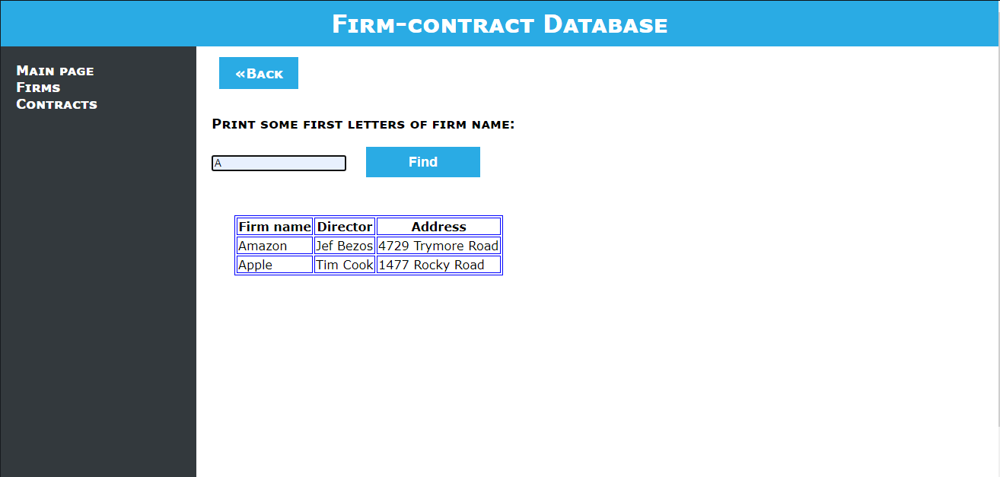 Firm-contract Database
Main page
Firms
Contracts
«Back
Print some first letters of firm name:
A
Find
Firm name Director Address
Amazon Jef Bezos 4729 Trymore Road
Apple Tim Cook 1477 Rocky Road